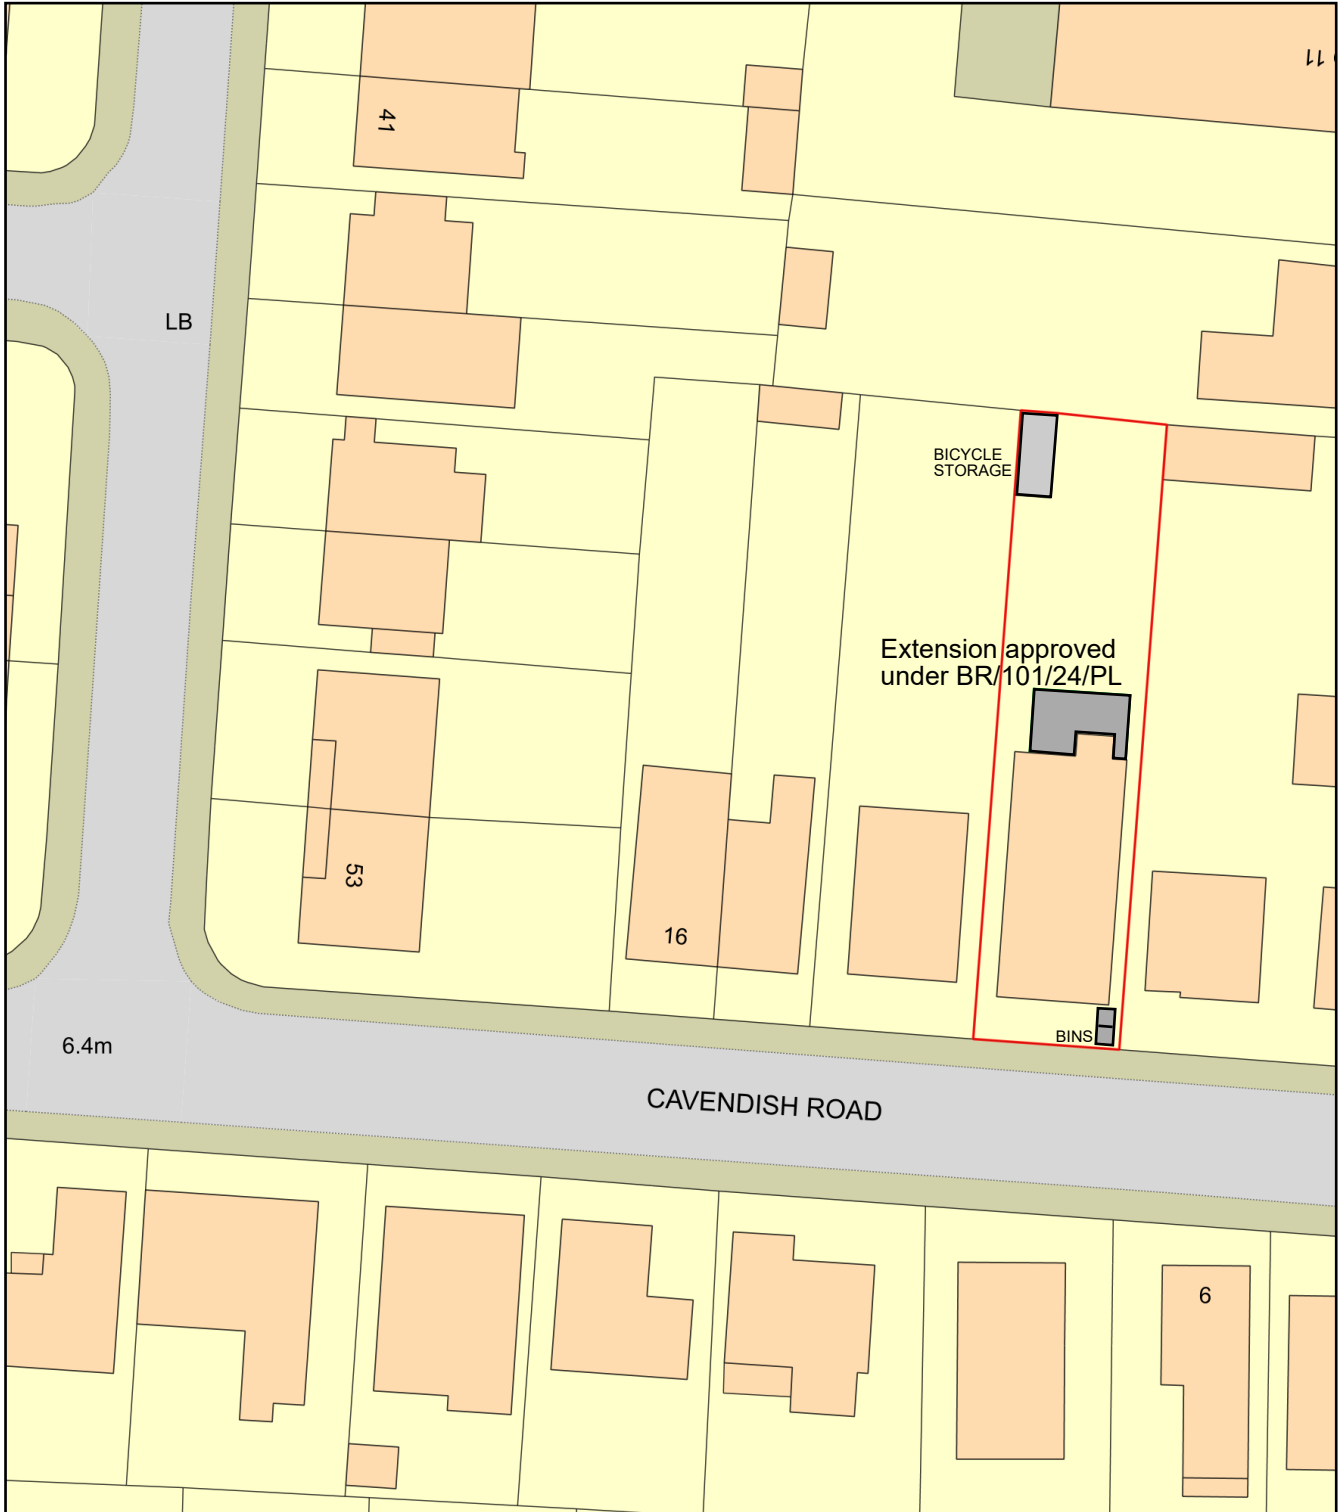 11
41
LB
BICYCLE
STORAGE
Extension approved
under BR/101/24/PL
53
16
BINS
6.4m
CAVENDISH ROAD
6